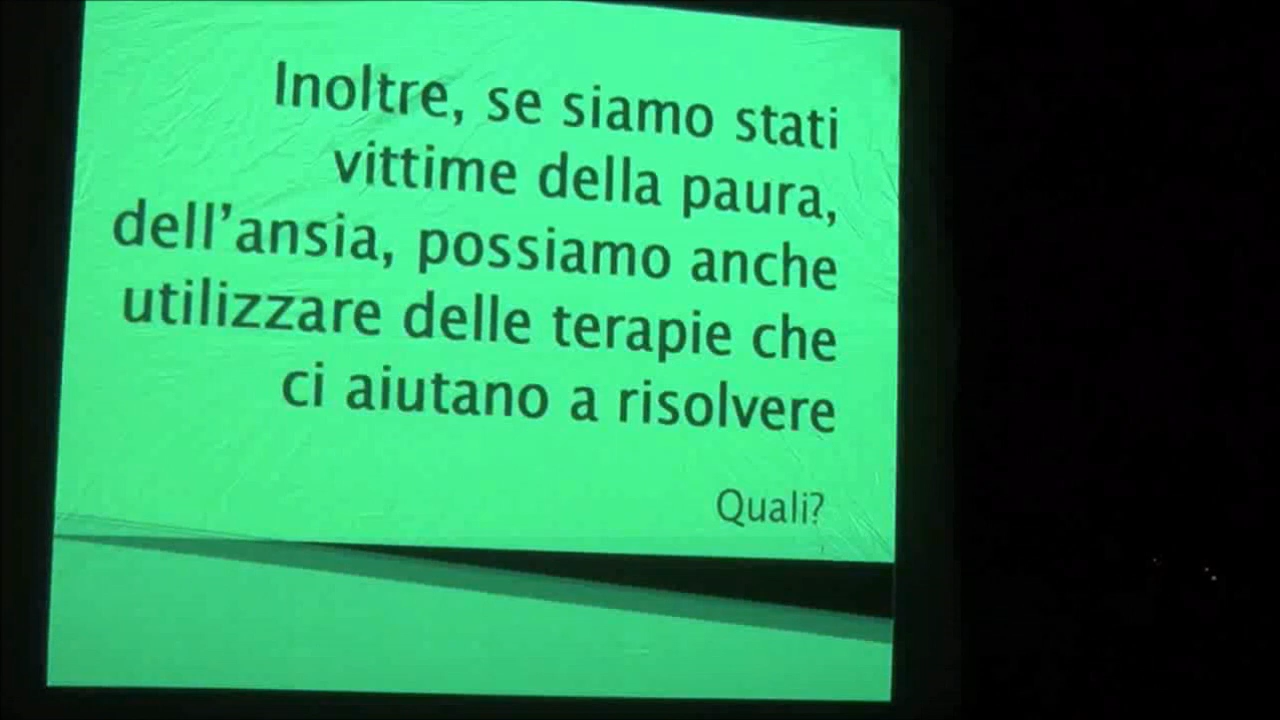 Inoltre, se siamo stati
vittime della paura,
dell’ansia, possiamo anche
utilizzare delle terapie che
ci aiutano a risolvere
Quali?